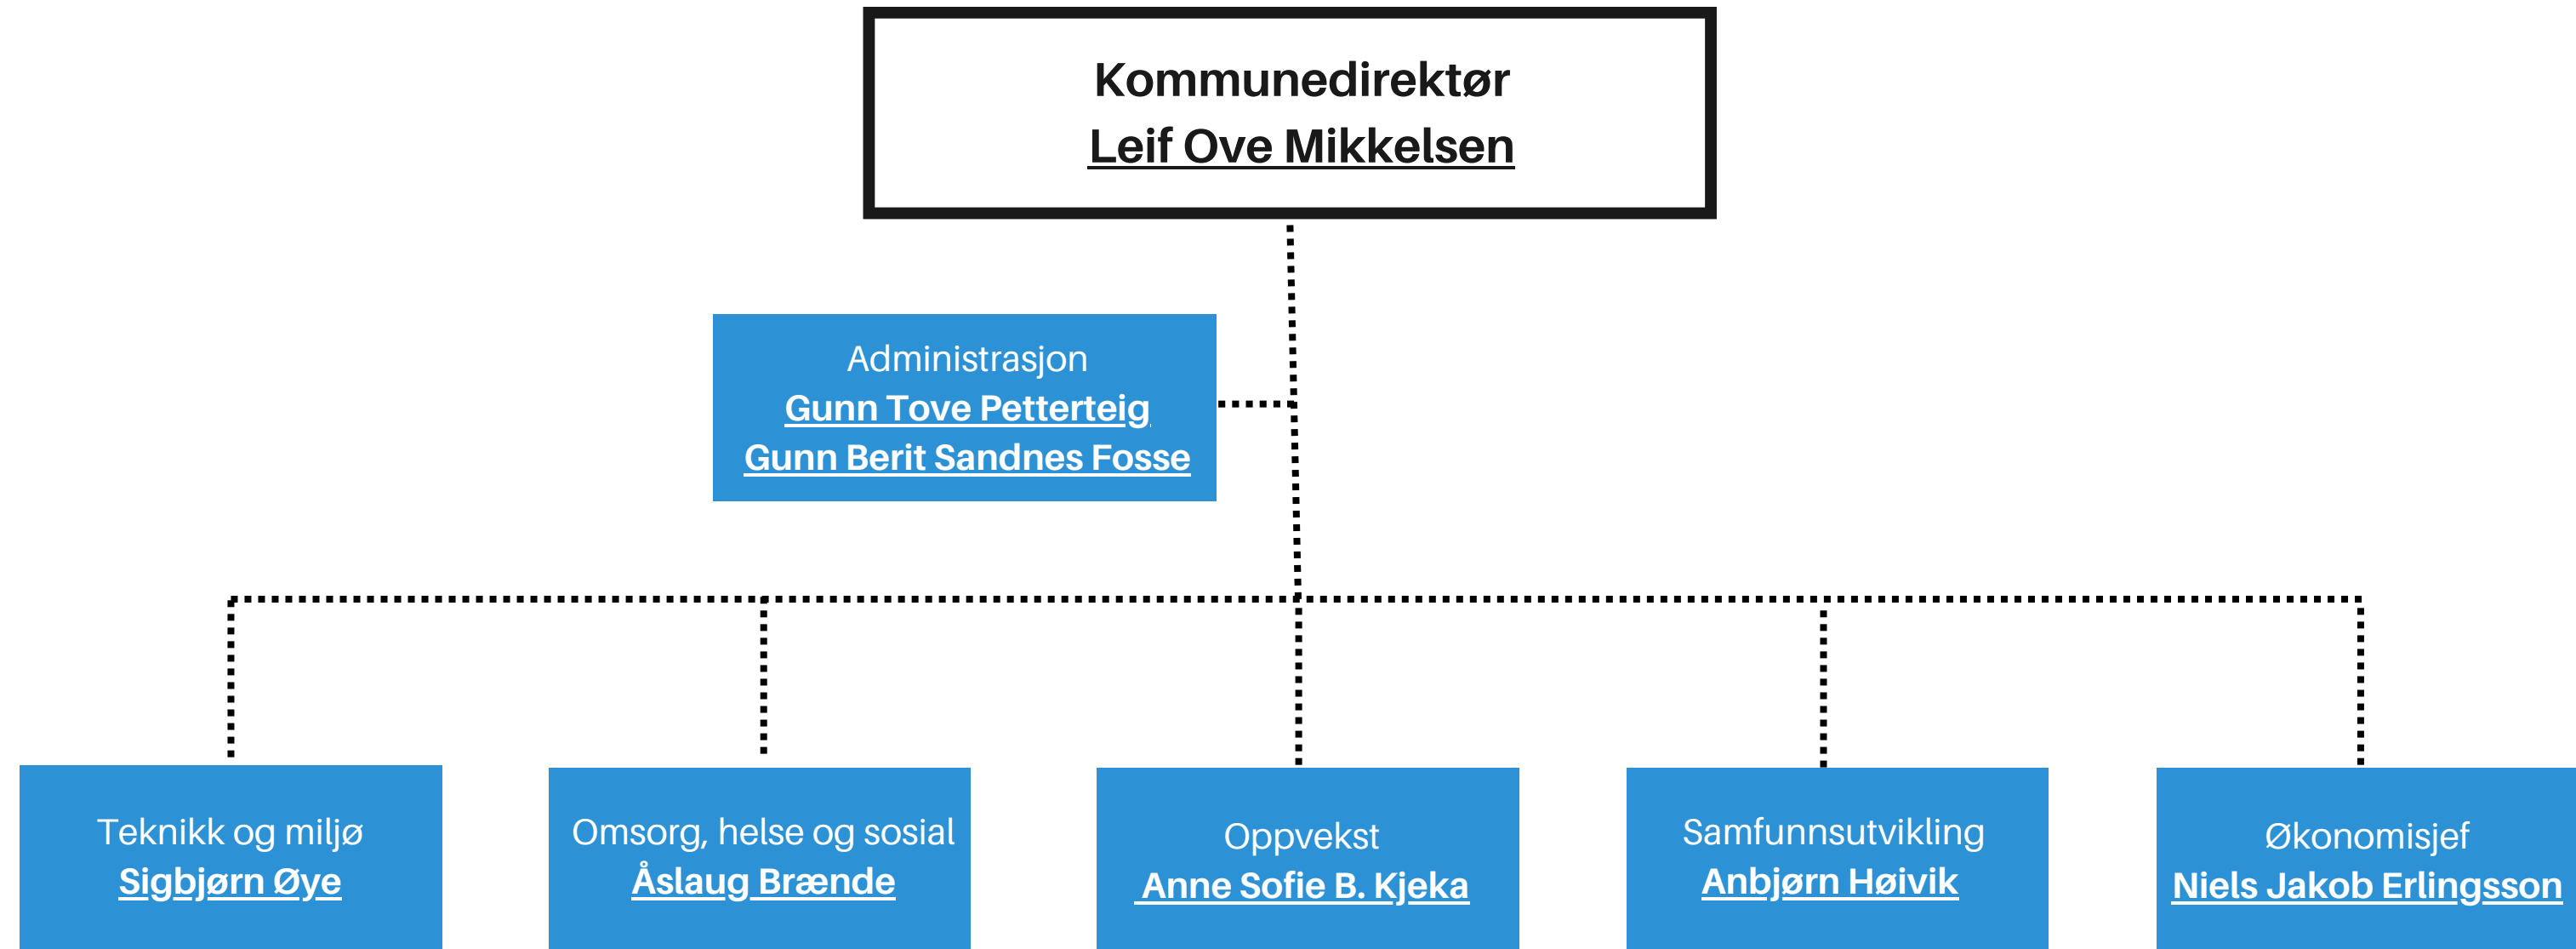 Kommunedirektør
Leif Ove Mikkelsen
Administrasjon
Gunn Tove Petterteig
Gunn Berit Sandnes Fosse
Teknikk og miljø
Sigbjørn Øye
Omsorg, helse og sosial
Åslaug Brænde
Oppvekst
Anne Sofie B. Kjeka
Samfunnsutvikling
Anbjørn Høivik
Økonomisjef
Niels Jakob Erlingsson